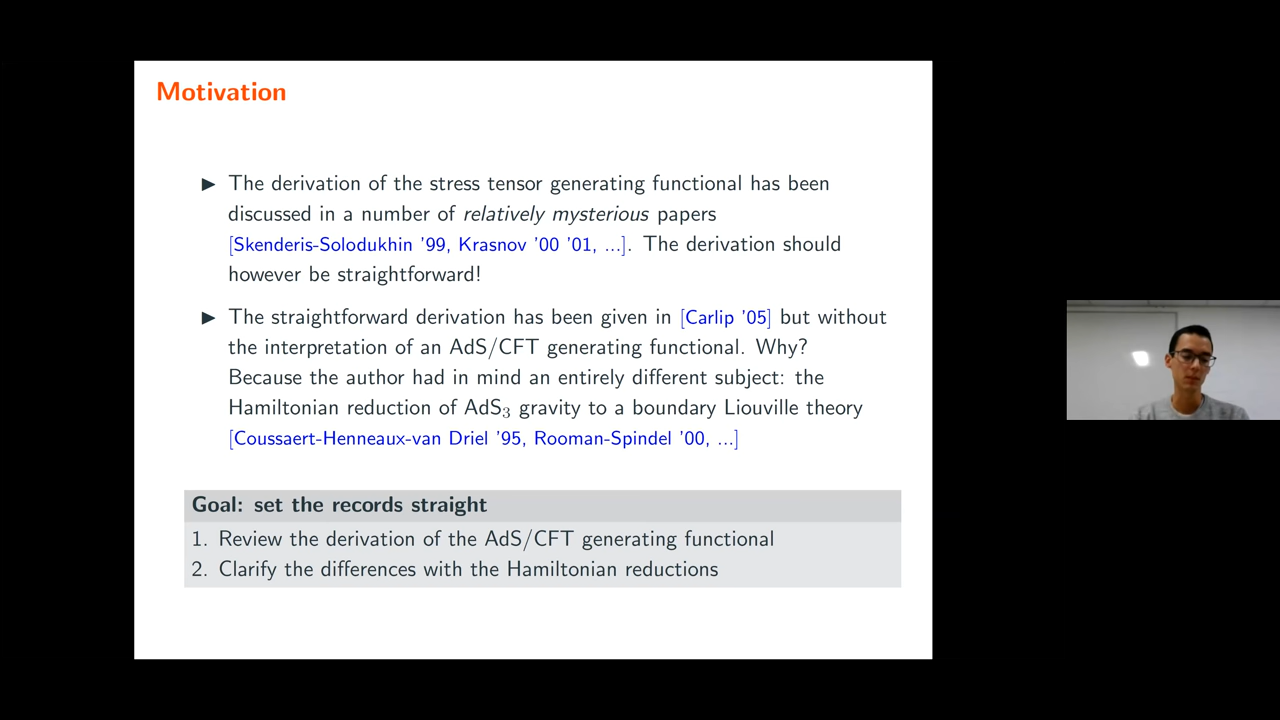 Motivation
▶ The derivation of the stress tensor generating functional has been
discussed in a number of relatively mysterious papers
[Skenderis-Solodukhin '99, Krasnov '00 '01, ...]. The derivation should
however be straightforward!
▶ The straightforward derivation has been given in [Carlip '05] but without
the interpretation of an AdS/CFT generating functional. Why?
Because the author had in mind an entirely different subject: the
Hamiltonian reduction of AdS₃ gravity to a boundary Liouville theory
[Coussaert-Henneaux-van Driel '95, Rooman-Spindel '00, ...]
Goal: set the records straight
1. Review the derivation of the AdS/CFT generating functional
2. Clarify the differences with the Hamiltonian reductions